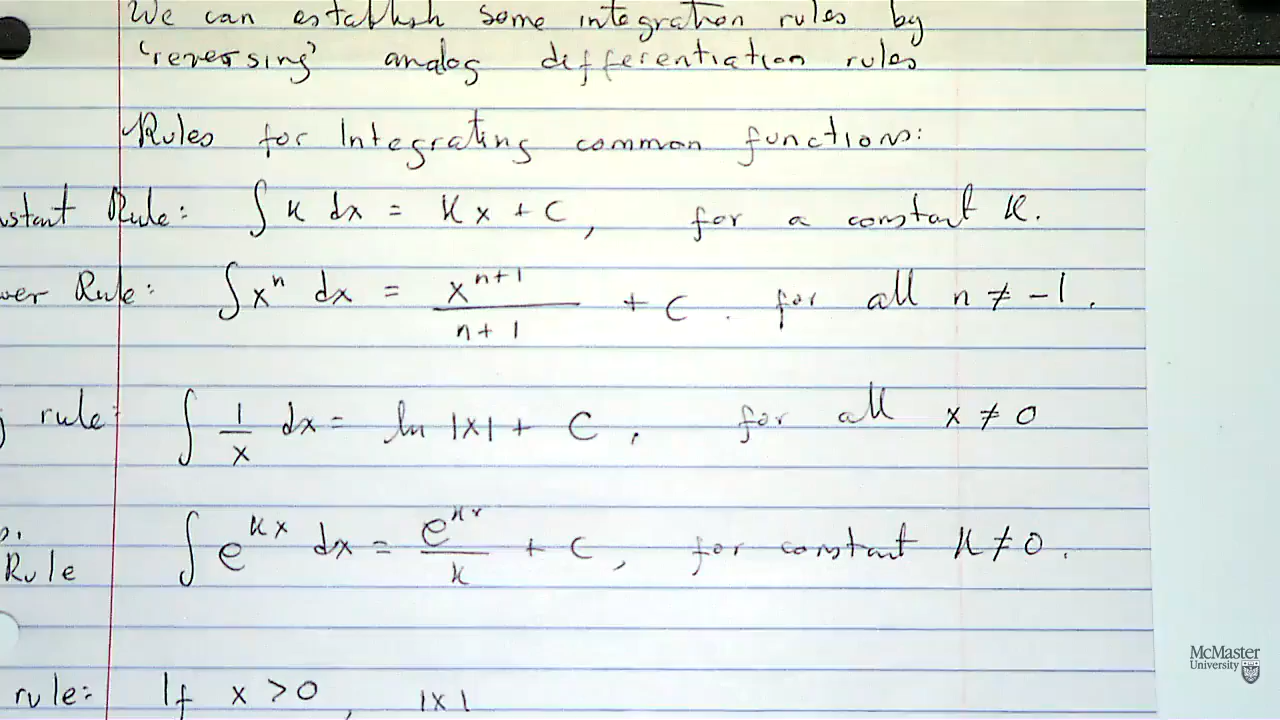 We can establish some integration rules by
'reversing' analog differentiation rules
Rules for Integrating common functions:
nstant Rule: ∫ K dx = Kx + C, for a constant K.
wer Rule: ∫ xⁿ dx = xⁿ⁺¹/(n+1) + C. for all n ≠ -1.
rule: ∫ 1/x dx = ln |x| + C, for all x ≠ 0
p. Rule ∫ e^(Kx) dx = e^(Kx)/K + C, for constant K ≠ 0.
rule: If x > 0, |x|
McMaster
University